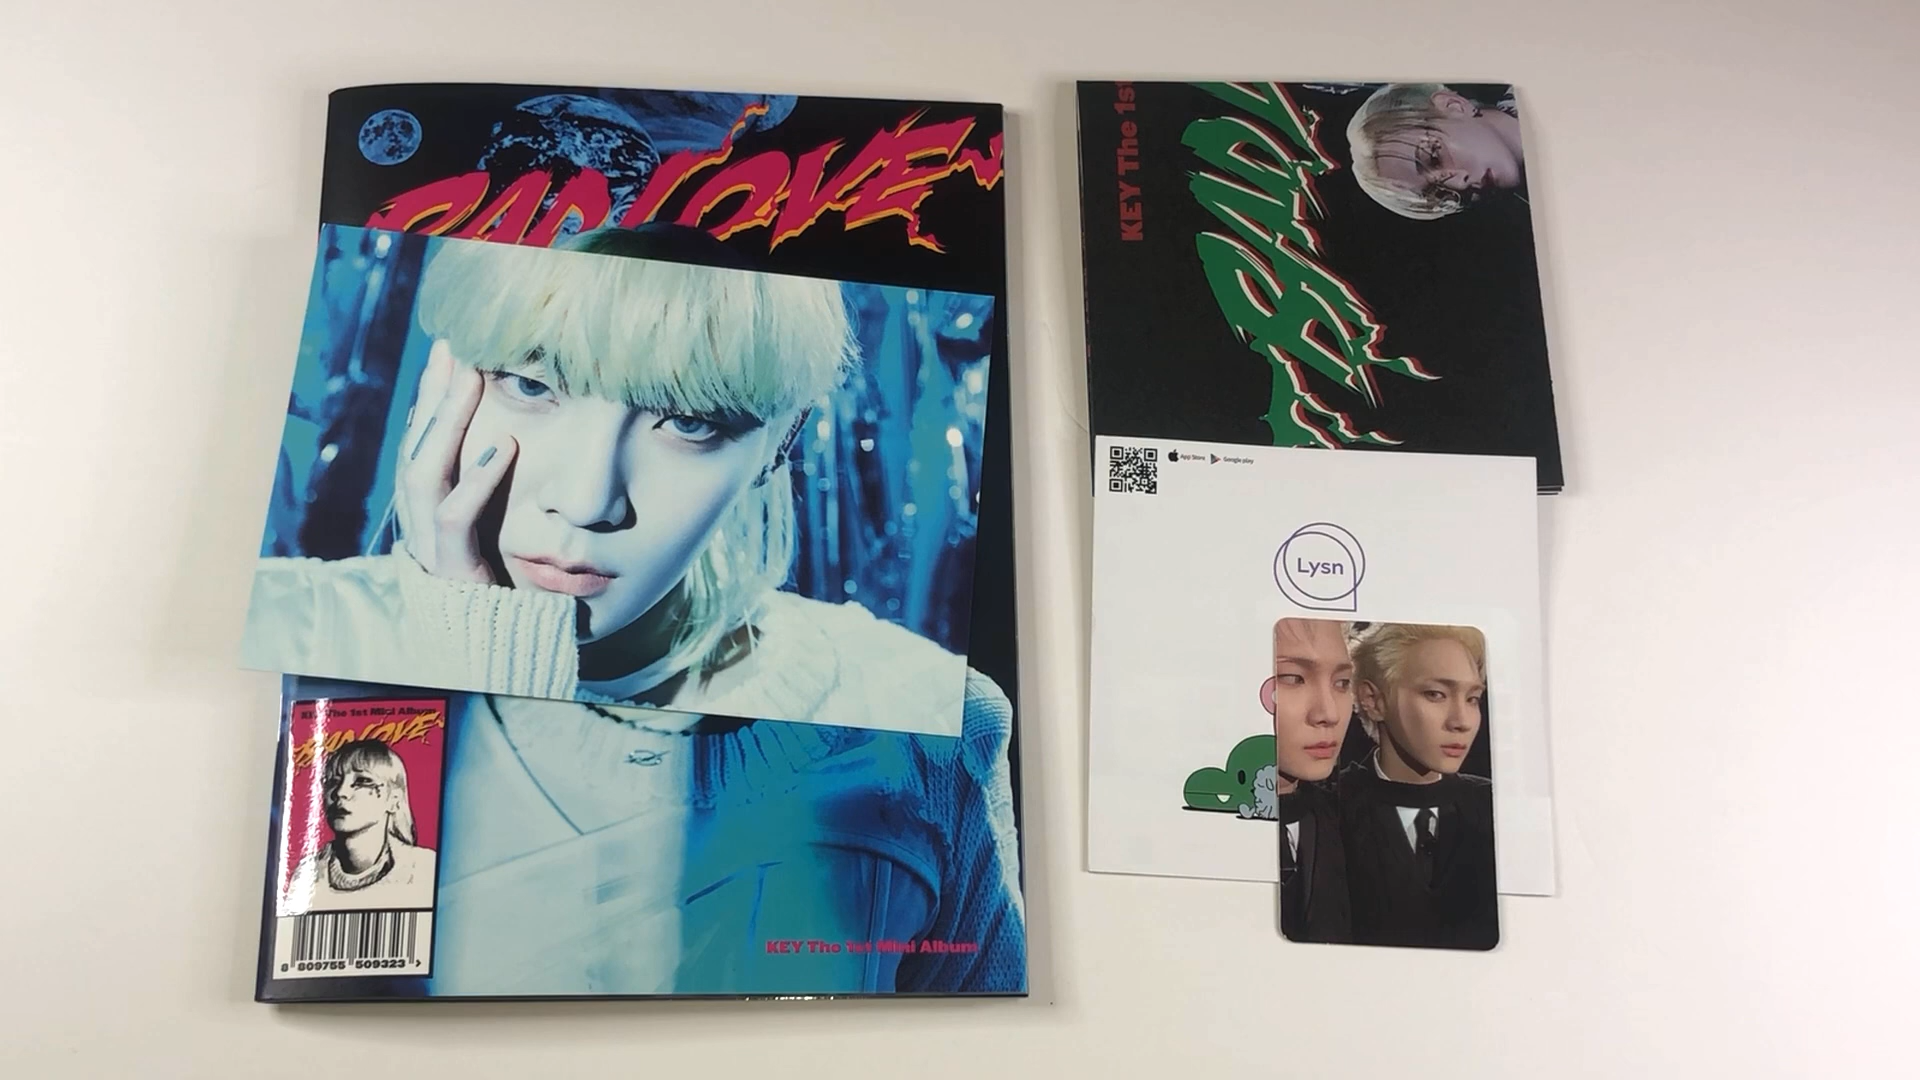 BAD LOVE
KEY The 1st Mini Album
BAD LOVE
8 809755 509323 >
KEY The 1st Mini Album
KEY The 1st
BAD L
App Store
Google play
Lysn